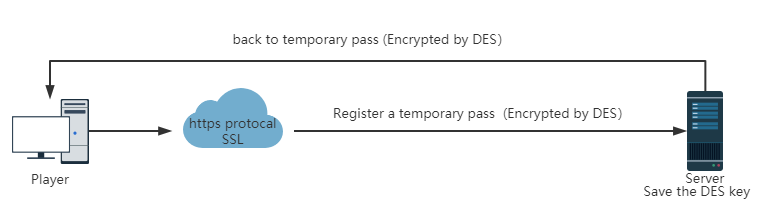 back to temporary pass (Encrypted by DES)
https protocal
SSL
Register a temporary pass (Encrypted by DES)
Player
Server
Save the DES key